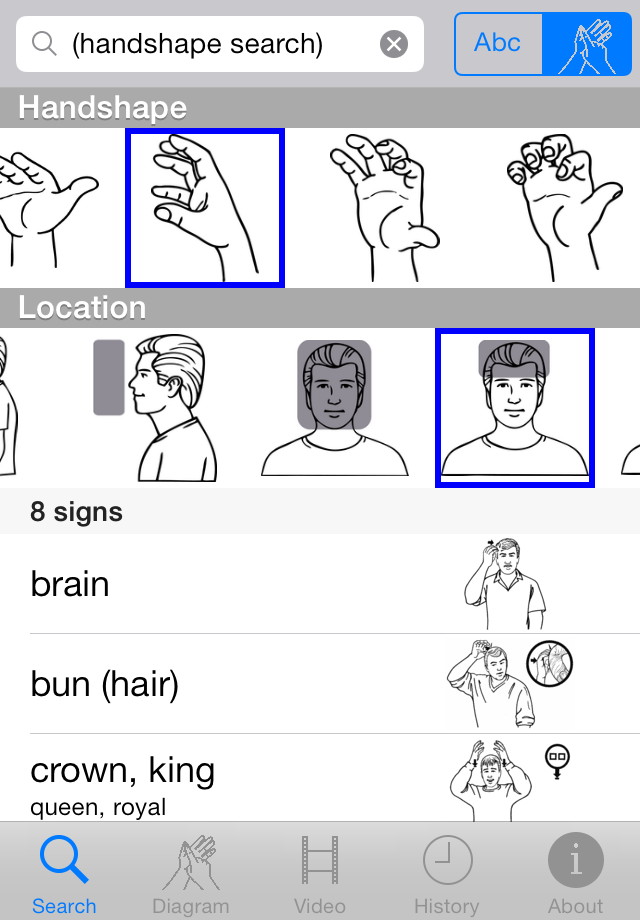 (handshape search)
Abc
Handshape
Location
8 signs
brain
bun (hair)
crown, king
queen, royal
Search
Diagram
Video
History
About